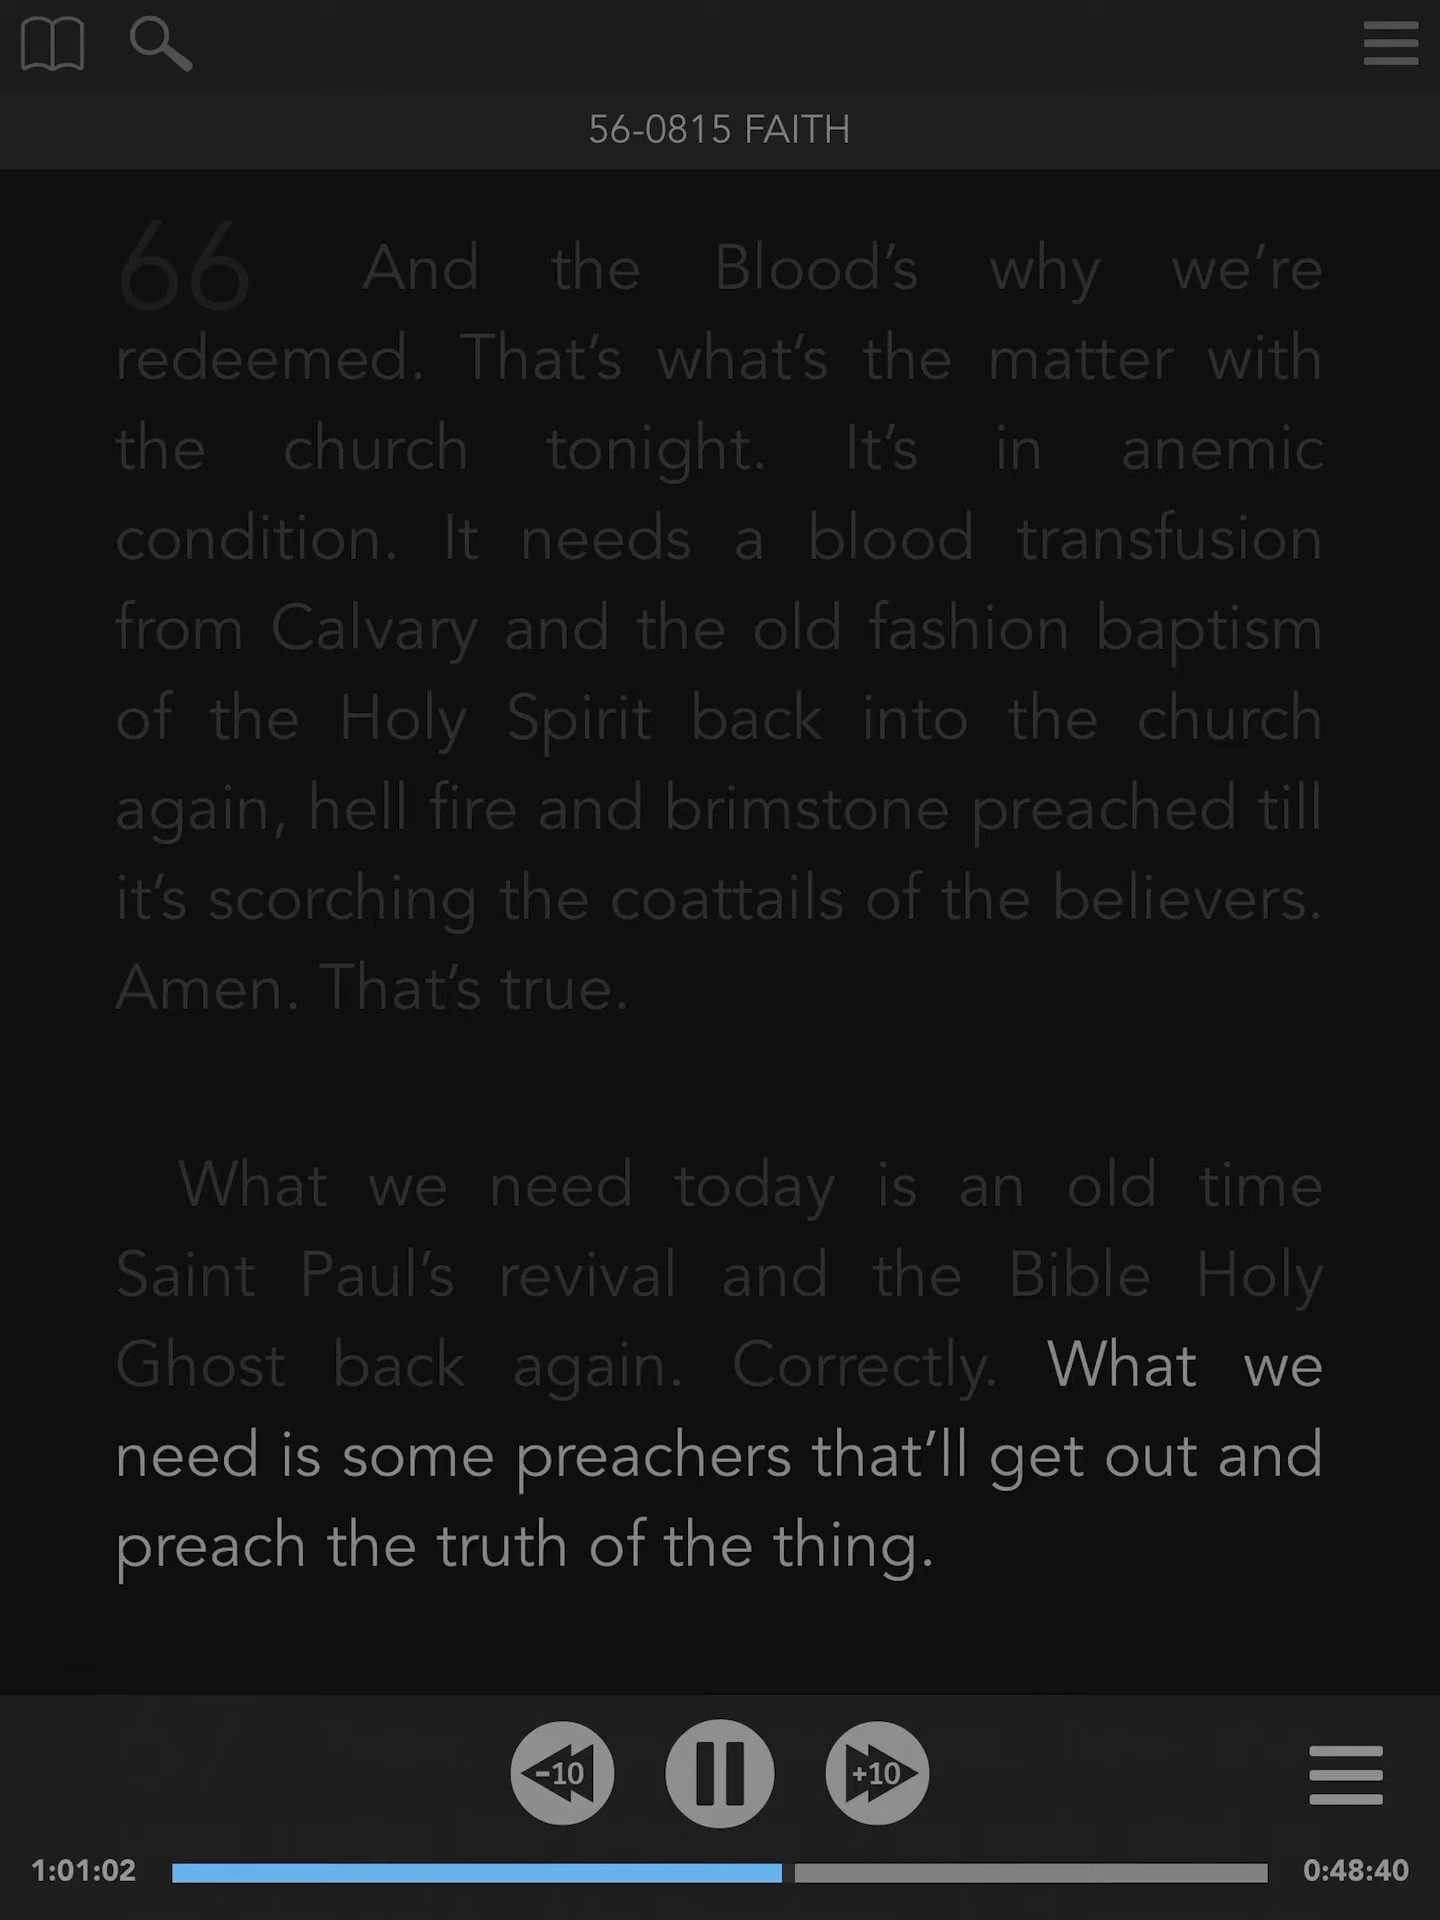 56-0815 FAITH
66 And the Blood’s why we’re
redeemed. That’s what’s the matter with
the church tonight. It’s in anemic
condition. It needs a blood transfusion
from Calvary and the old fashion baptism
of the Holy Spirit back into the church
again, hell fire and brimstone preached till
it’s scorching the coattails of the believers.
Amen. That’s true.
What we need today is an old time
Saint Paul’s revival and the Bible Holy
Ghost back again. Correctly. What we
need is some preachers that’ll get out and
preach the truth of the thing.
-10 +10
1:01:02 0:48:40